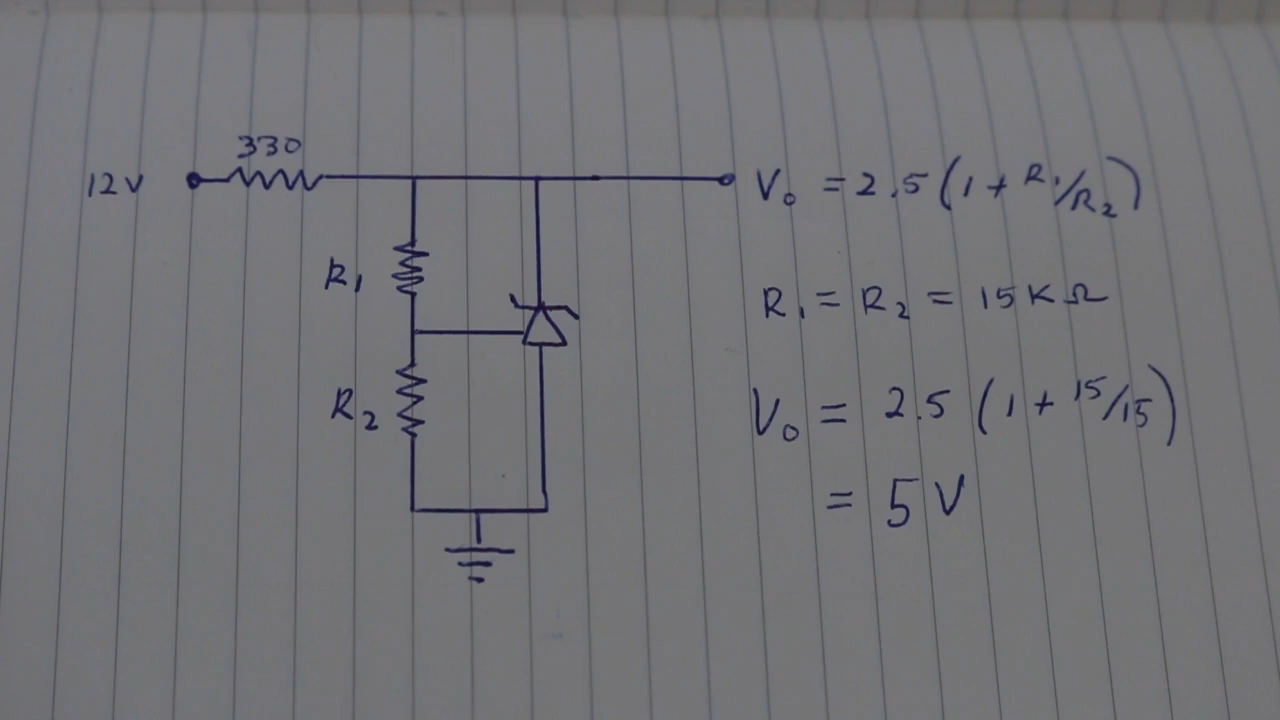 330
12V
V₀ = 2.5 (1 + R₁/R₂)
R₁
R₁ = R₂ = 15KΩ
R₂
V₀ = 2.5 (1 + 15/15)
= 5V